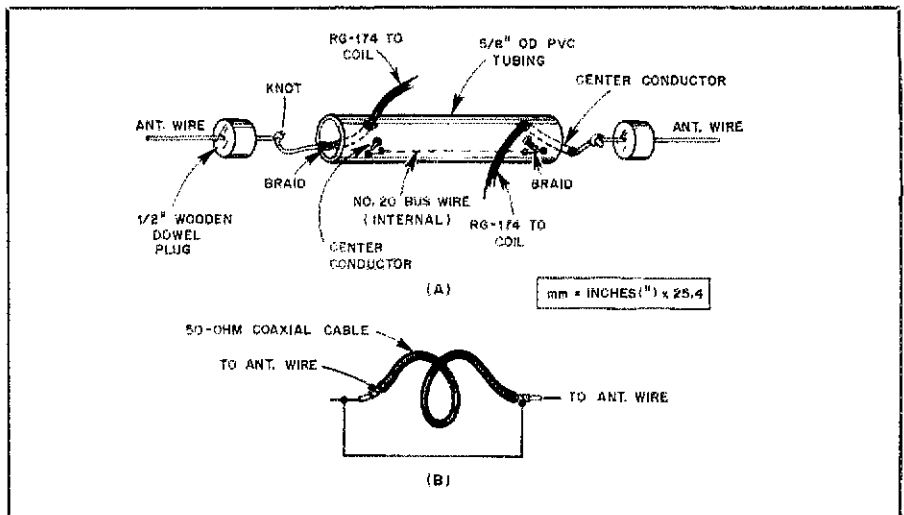 RG-174 TO
COIL
5/8" OD PVC
TUBING
CENTER CONDUCTOR
KNOT
ANT. WIRE
ANT. WIRE
BRAID
BRAID
NO. 20 BUS WIRE
(INTERNAL)
1/2" WOODEN
DOWEL
PLUG
RG-174 TO
COIL
CENTER
CONDUCTOR
(A)
mm = INCHES(") x 25.4
50-OHM COAXIAL CABLE
TO ANT. WIRE
TO ANT. WIRE
(B)